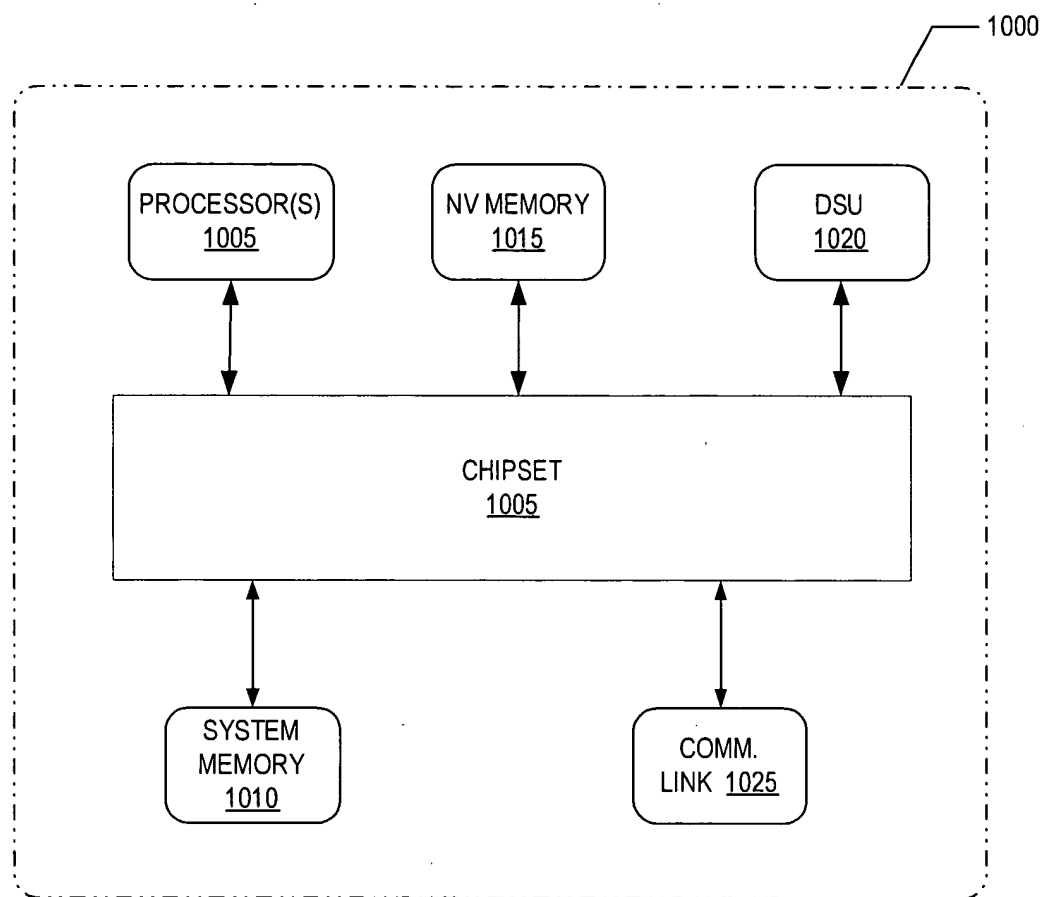 1000
PROCESSOR(S)
1005
NV MEMORY
1015
DSU
1020
CHIPSET
1005
SYSTEM
MEMORY
1010
COMM.
LINK 1025